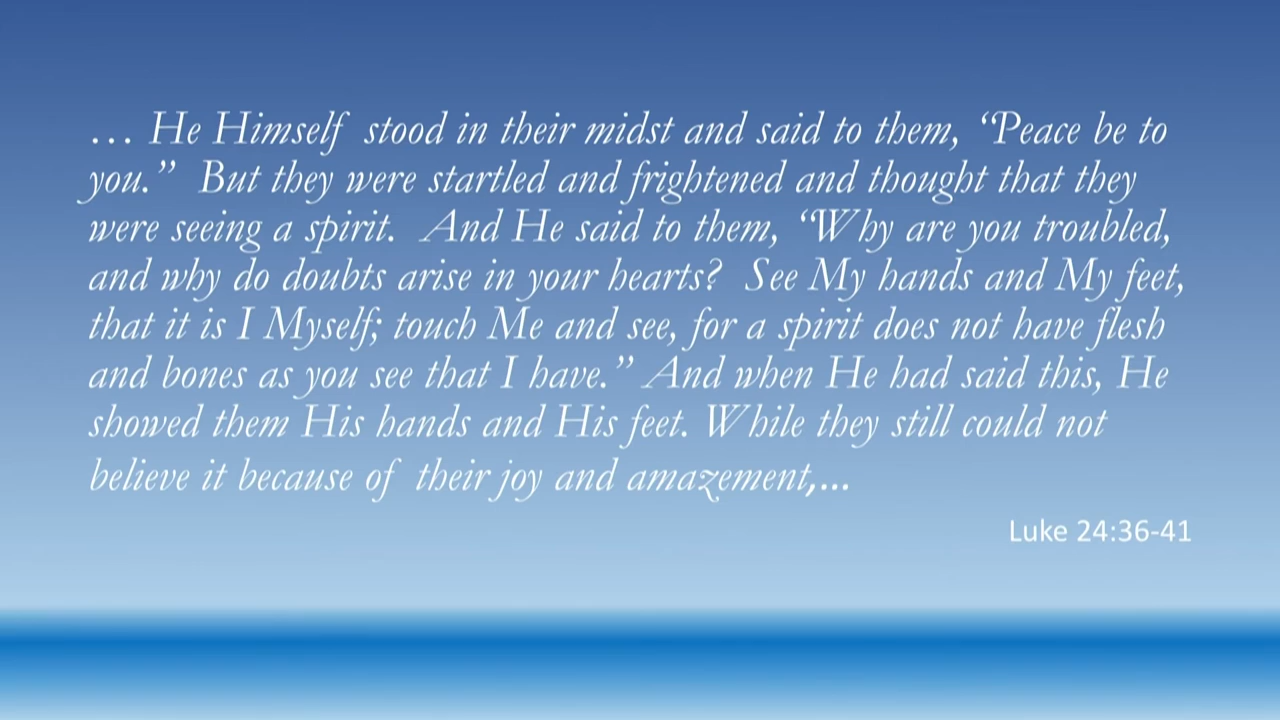 … He Himself stood in their midst and said to them, “Peace be to
you.” But they were startled and frightened and thought that they
were seeing a spirit. And He said to them, “Why are you troubled,
and why do doubts arise in your hearts? See My hands and My feet,
that it is I Myself; touch Me and see, for a spirit does not have flesh
and bones as you see that I have.” And when He had said this, He
showed them His hands and His feet. While they still could not
believe it because of their joy and amazement,...
Luke 24:36-41